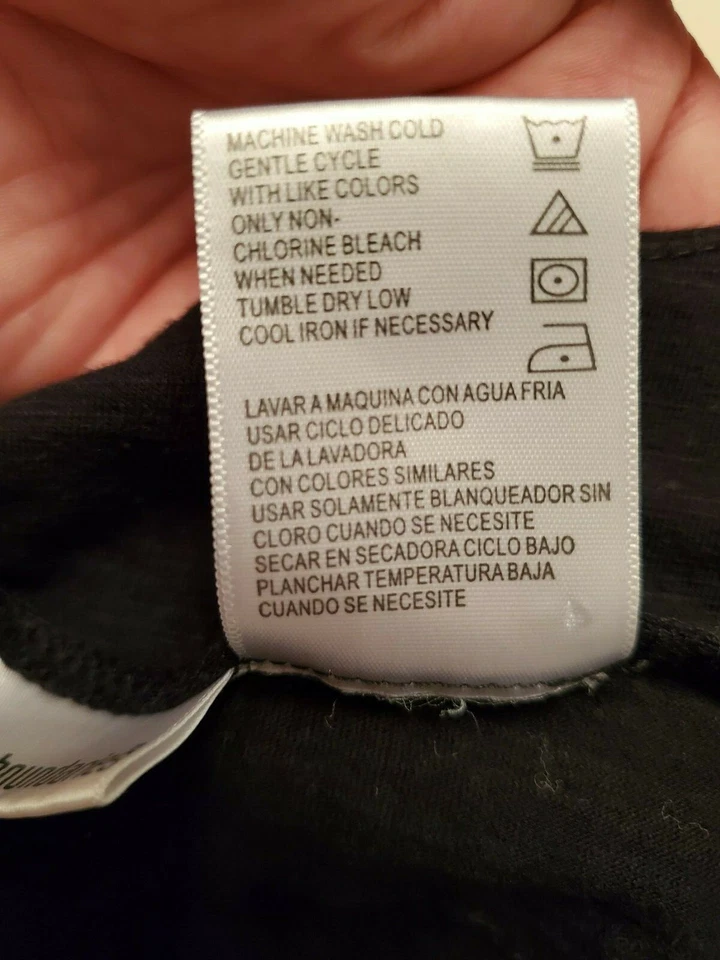 MACHINE WASH COLD
GENTLE CYCLE
WITH LIKE COLORS
ONLY NON-
CHLORINE BLEACH
WHEN NEEDED
TUMBLE DRY LOW
COOL IRON IF NECESSARY
LAVAR A MAQUINA CON AGUA FRIA
USAR CICLO DELICADO
DE LA LAVADORA
CON COLORES SIMILARES
USAR SOLAMENTE BLANQUEADOR SIN
CLORO CUANDO SE NECESITE
SECAR EN SECADORA CICLO BAJO
PLANCHAR TEMPERATURA BAJA
CUANDO SE NECESITE